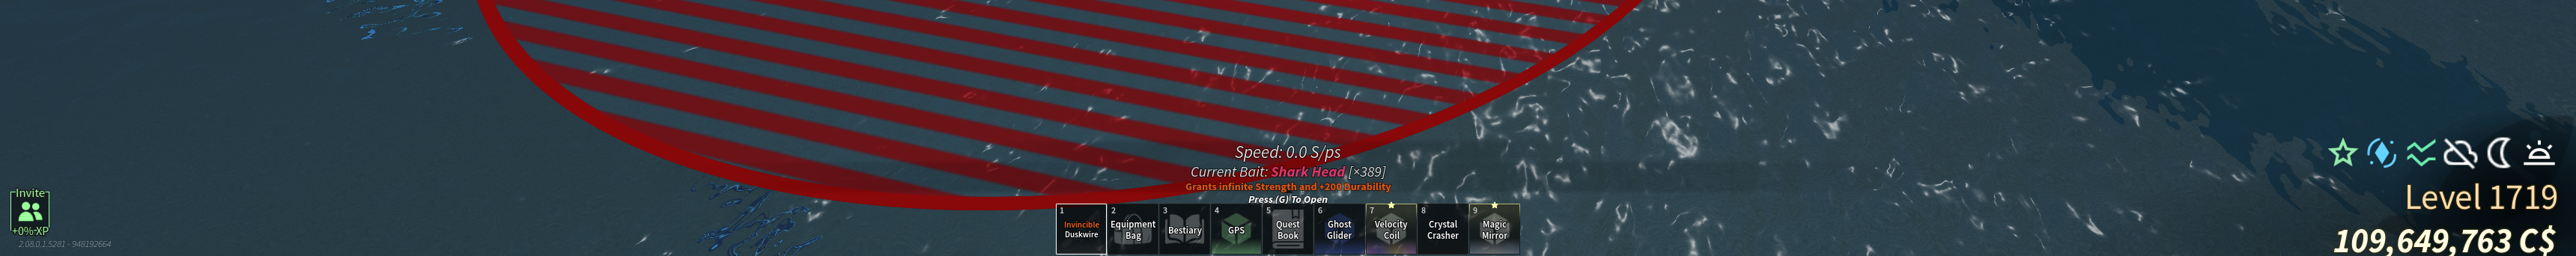 Speed: 0.0 S/ps
Current Bait: Shark Head [×389]
Grants infinite Strength and +200 Durability
Press (G) To Open
Invite
+0% XP
2.08.0.1.5281 - 948192664
1
Invincible
Duskwire
2
Equipment
Bag
3
Bestiary
4
GPS
5
Quest
Book
6
Ghost
Glider
7
Velocity
Coil
8
Crystal
Crasher
9
Magic
Mirror
Level 1719
109,649,763 C$